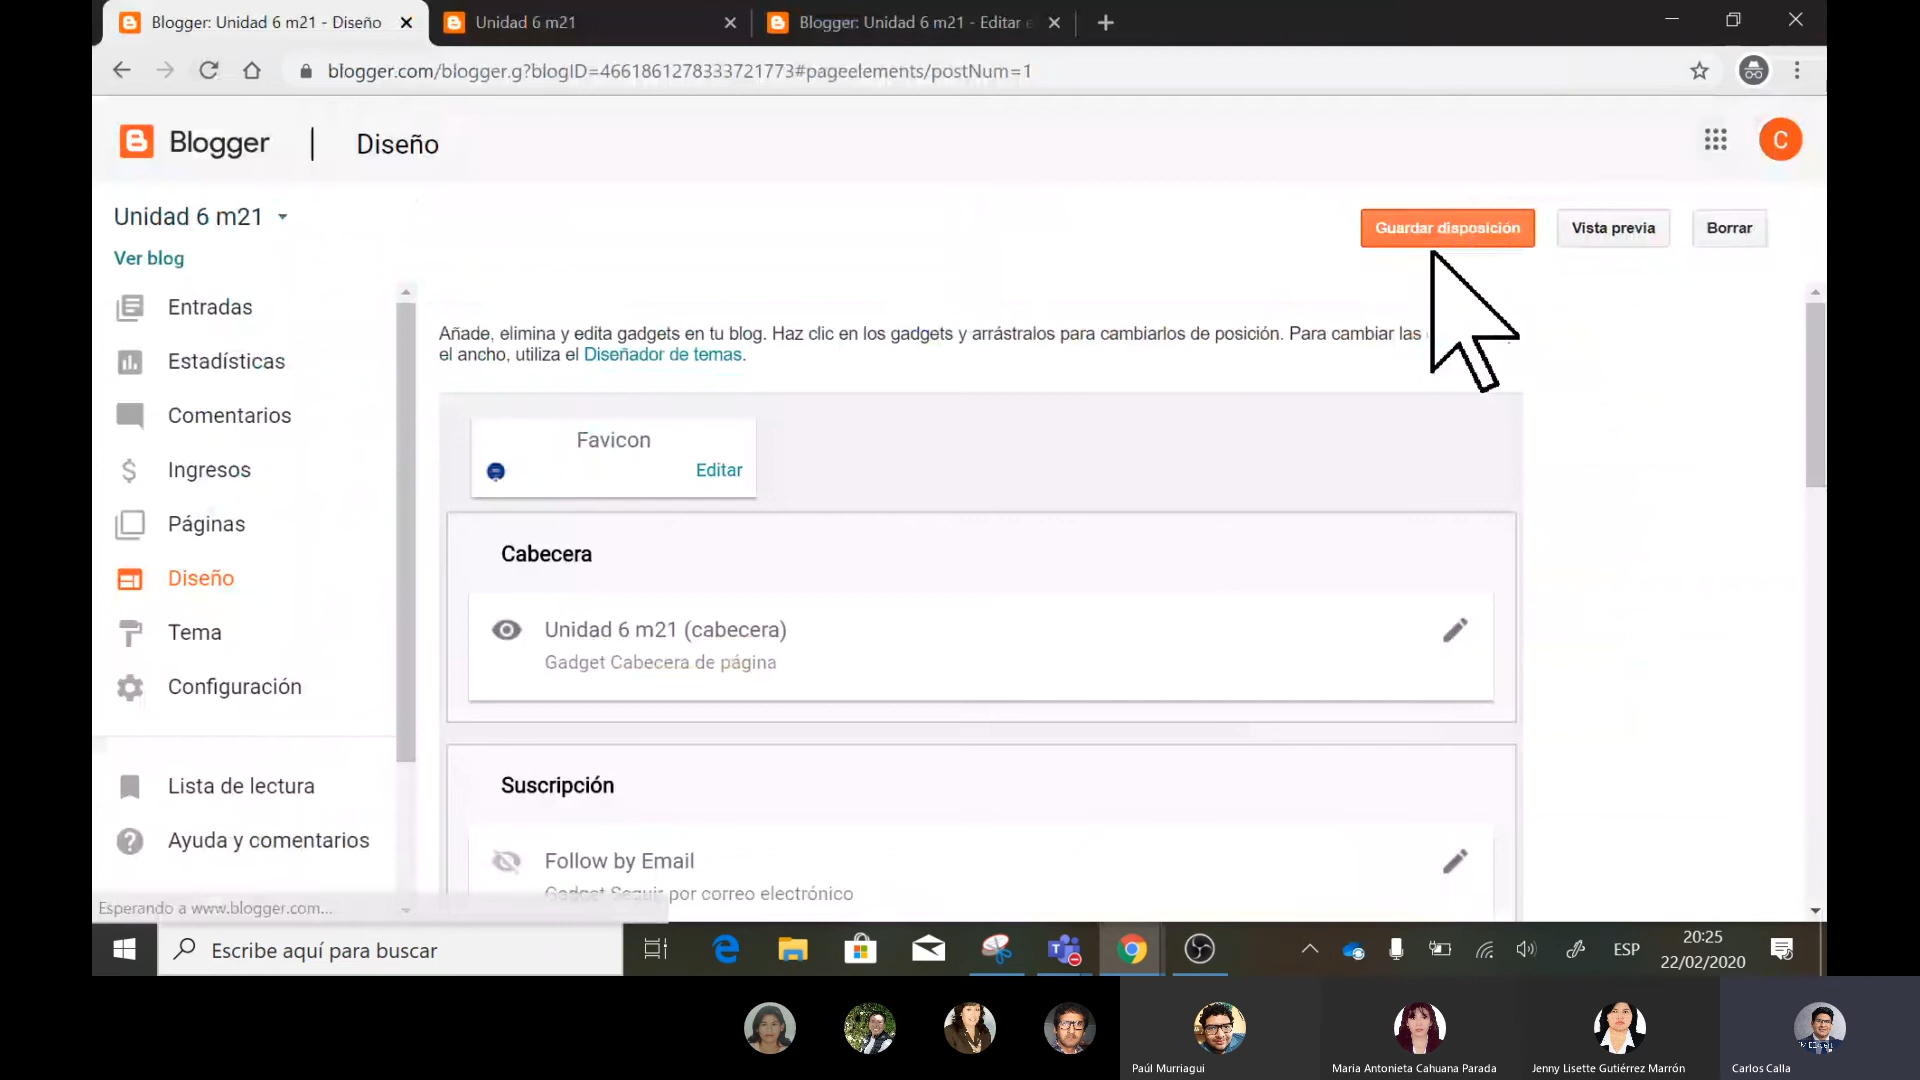 Blogger: Unidad 6 m21 - Diseño
Unidad 6 m21
Blogger: Unidad 6 m21 - Editar
blogger.com/blogger.g?blogID=4661861278333721773#pageelements/postNum=1
Blogger | Diseño
C
Unidad 6 m21
Ver blog
Guardar disposición
Vista previa
Borrar
Entradas
Estadísticas
Comentarios
Ingresos
Páginas
Diseño
Tema
Configuración
Lista de lectura
Ayuda y comentarios
Esperando a www.blogger.com...
Añade, elimina y edita gadgets en tu blog. Haz clic en los gadgets y arrástralos para cambiarlos de posición. Para cambiar las
el ancho, utiliza el Diseñador de temas.
Favicon
Editar
Cabecera
Unidad 6 m21 (cabecera)
Gadget Cabecera de página
Suscripción
Follow by Email
Gadget Seguir por correo electrónico
Escribe aquí para buscar
ESP
20:25
22/02/2020
Paúl Murriagui
Maria Antonieta Cahuana Parada
Jenny Lisette Gutiérrez Marrón
Carlos Calla